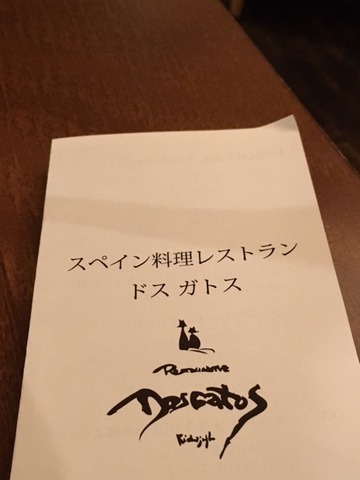 スペイン料理レストラン
ドス ガトス
Restaurante
Dos Gatos